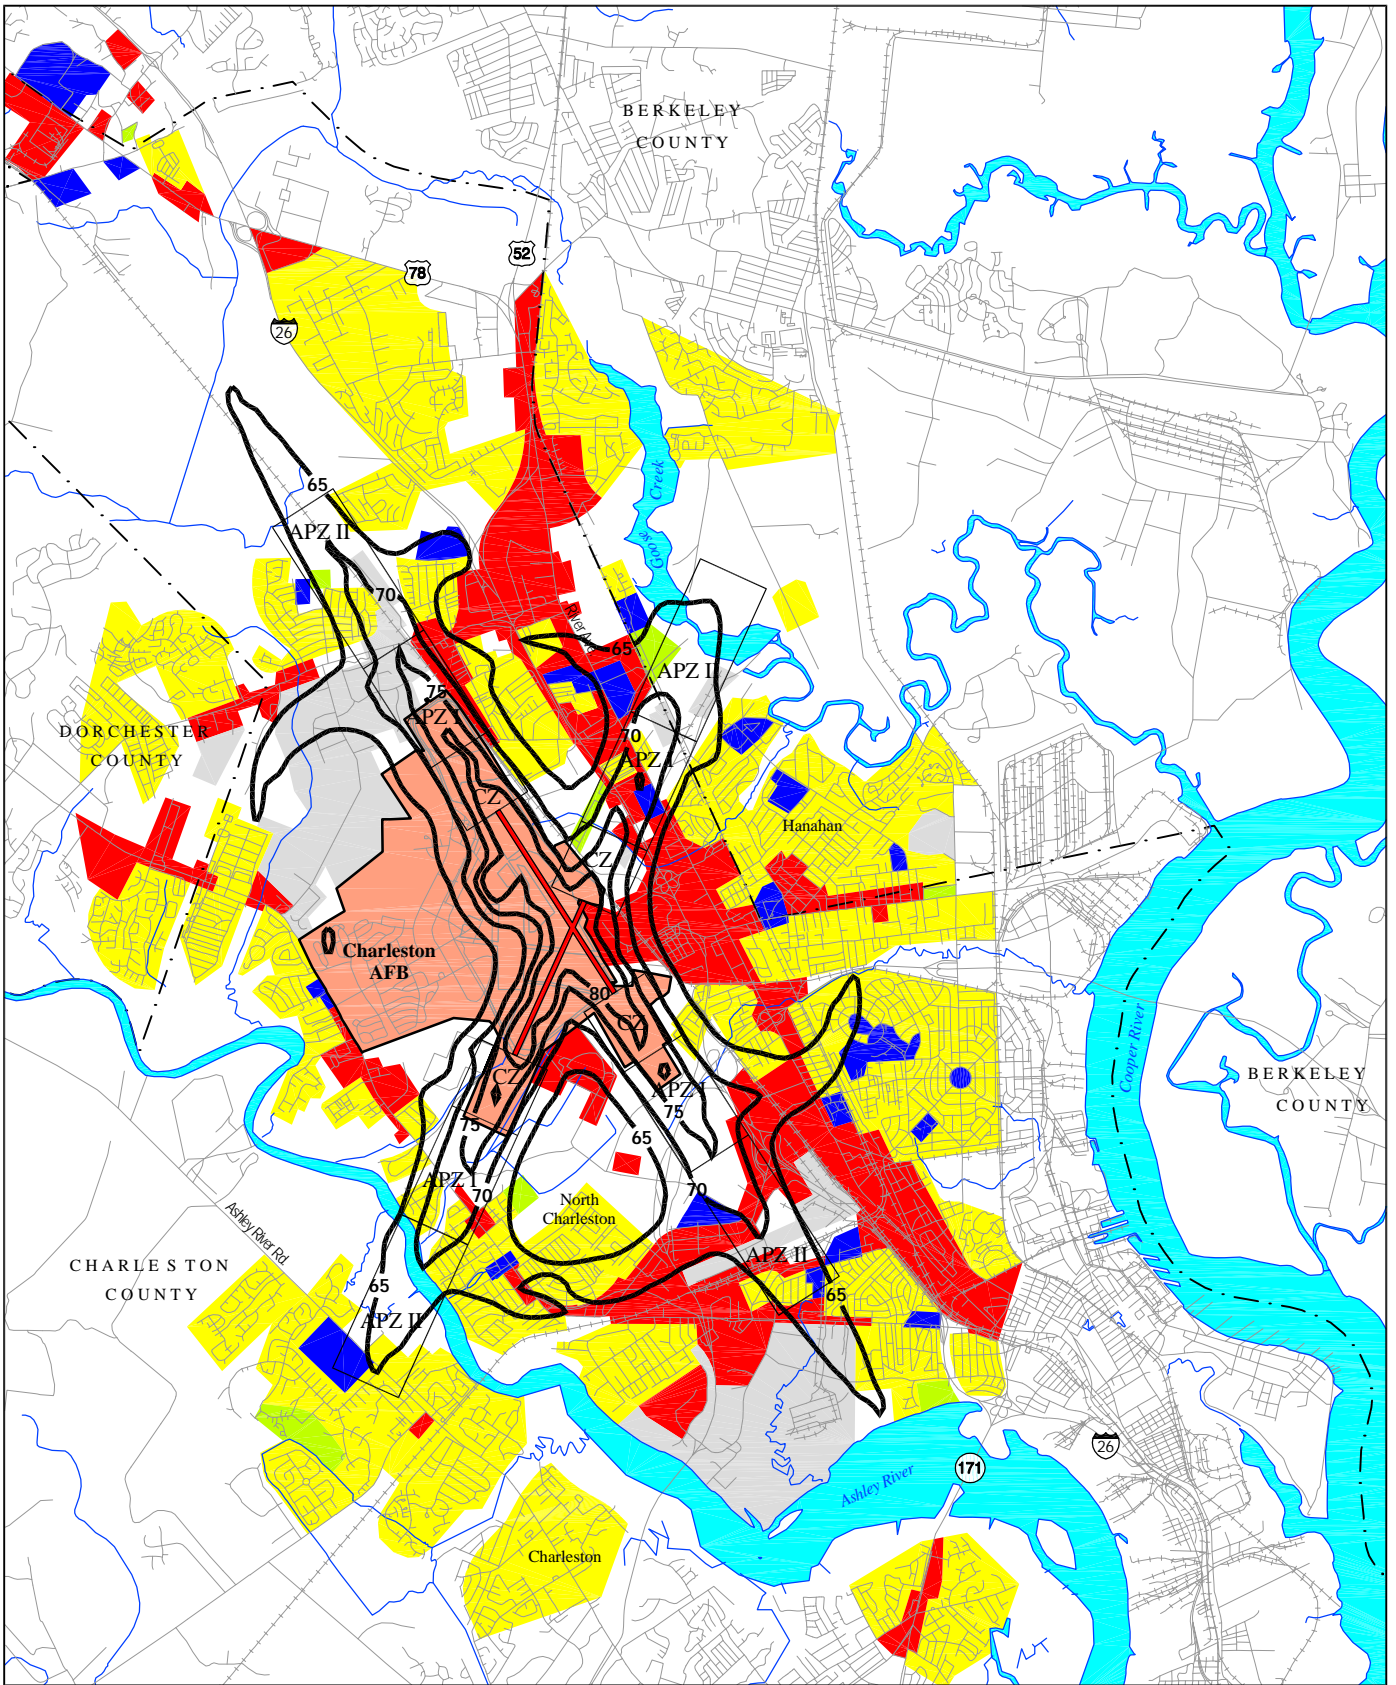 BERKELEY
COUNTY
52
78
26
65
APZ II
Creek
Goose
70
River Ave
65
APZ II
75
APZ I
DORCHESTER
COUNTY
70
APZ I
CZ
Hanahan
CZ
Charleston
AFB
80
CZ
Cooper River
CZ
APZ I
BERKELEY
COUNTY
75
75
65
APZ I
70
70
North
Charleston
Ashley River Rd.
APZ II
CHARLESTON
COUNTY
65
65
APZ II
26
171
Ashley River
Charleston